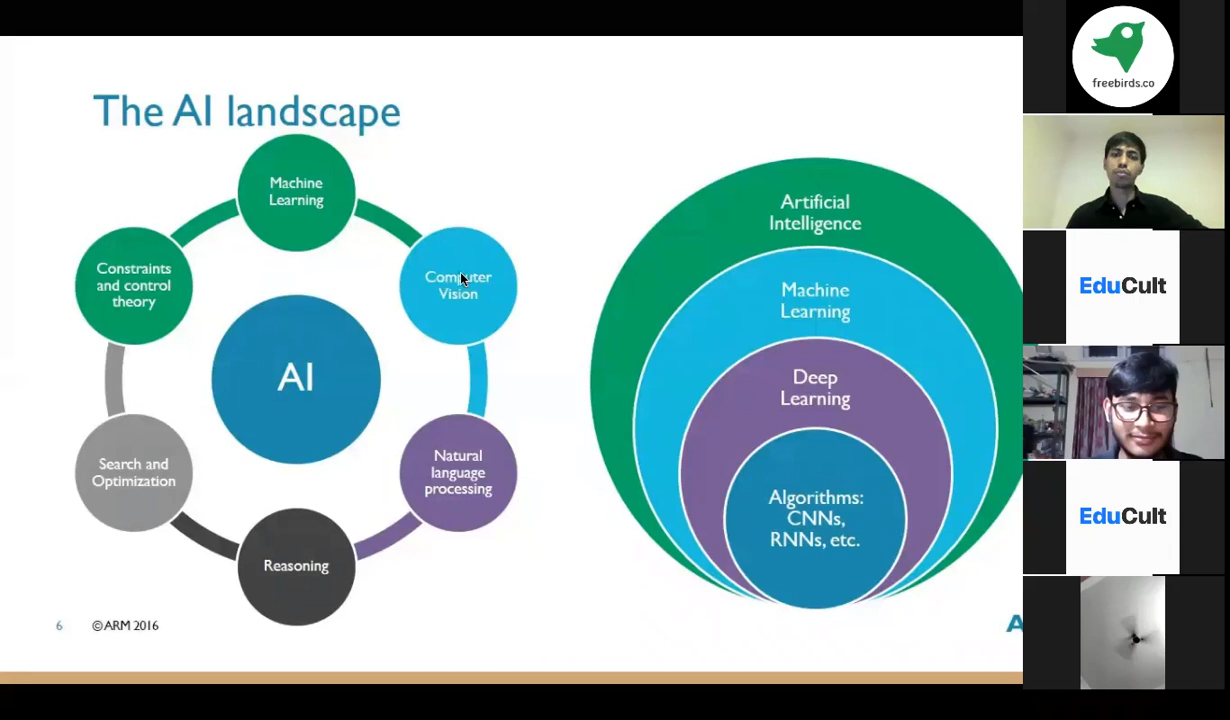 The AI landscape
Machine
Learning
Computer
Vision
Natural
language
processing
Reasoning
Search and
Optimization
Constraints
and control
theory
AI
Artificial
Intelligence
Machine
Learning
Deep
Learning
Algorithms:
CNNs,
RNNs, etc.
6
©ARM 2016
freebirds.co
EduCult
EduCult